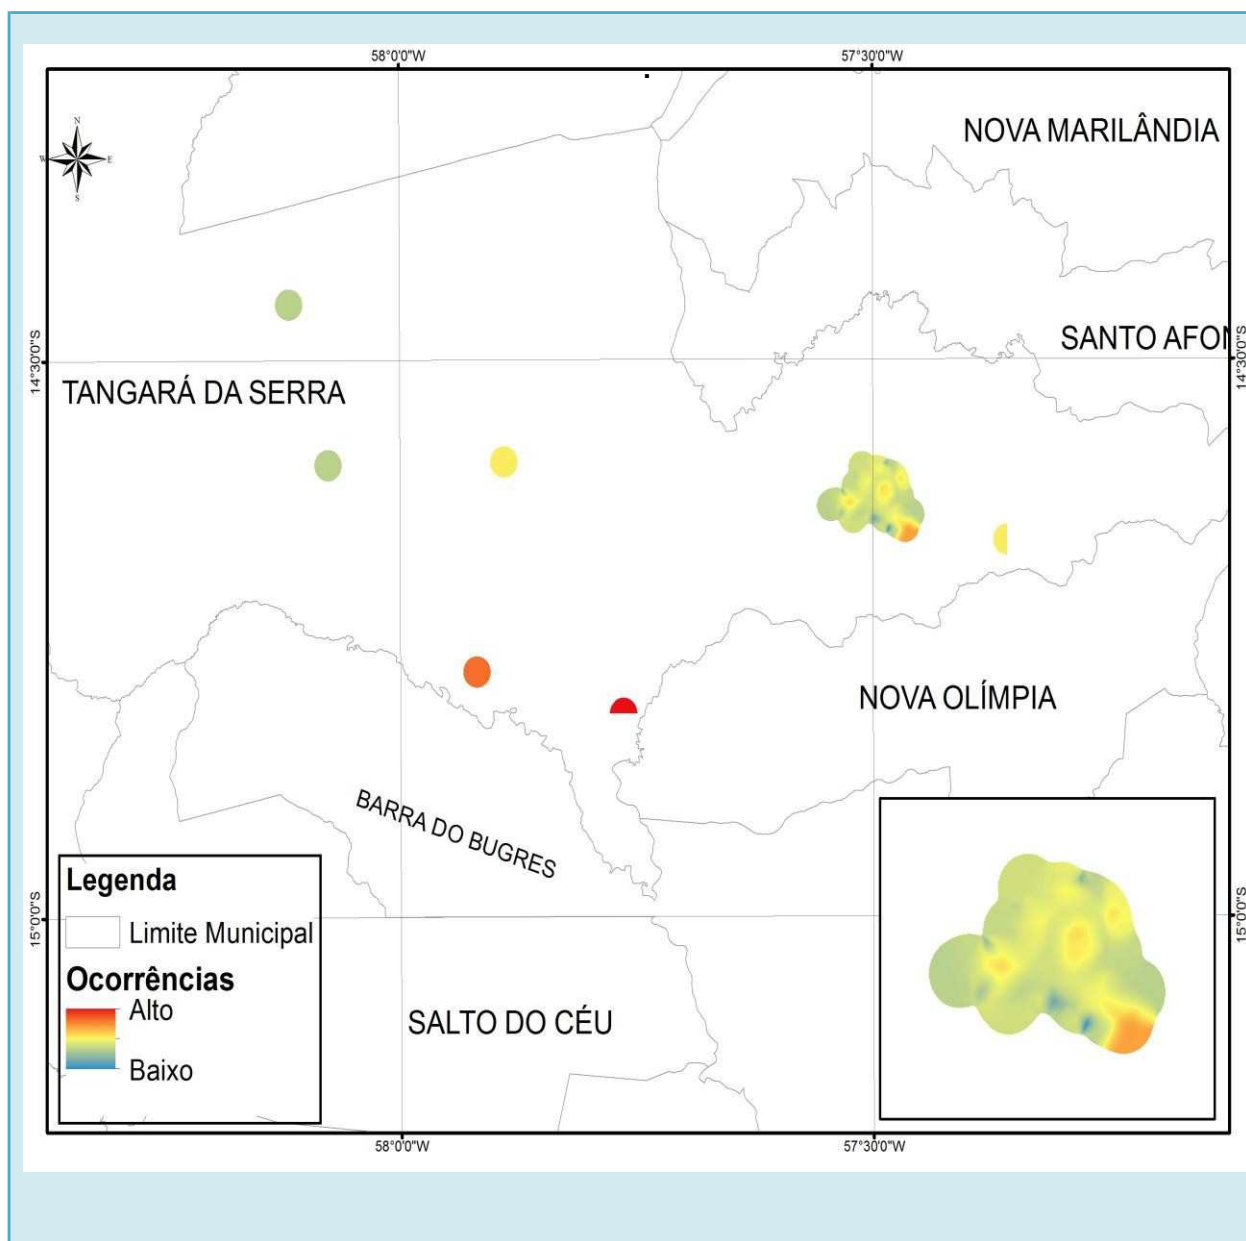 58°0'0"W
57°30'0"W
N
W
E
S
NOVA MARILÂNDIA
SANTO AFON
14°30'0"S
14°30'0"S
TANGARÁ DA SERRA
NOVA OLÍMPIA
BARRA DO BUGRES
Legenda
Limite Municipal
Ocorrências
Alto
Baixo
15°0'0"S
15°0'0"S
SALTO DO CÉU
58°0'0"W
57°30'0"W